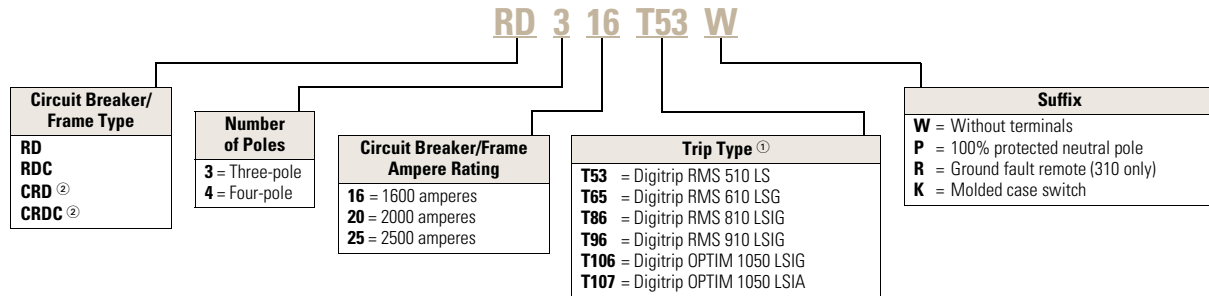 RD 3 16 T53 W
Circuit Breaker/
Frame Type
RD
RDC
CRD ②
CRDC ②
Number
of Poles
3 = Three-pole
4 = Four-pole
Circuit Breaker/Frame
Ampere Rating
16 = 1600 amperes
20 = 2000 amperes
25 = 2500 amperes
Trip Type ①
T53 = Digitrip RMS 510 LS
T65 = Digitrip RMS 610 LSG
T86 = Digitrip RMS 810 LSIG
T96 = Digitrip RMS 910 LSIG
T106 = Digitrip OPTIM 1050 LSIG
T107 = Digitrip OPTIM 1050 LSIA
Suffix
W = Without terminals
P = 100% protected neutral pole
R = Ground fault remote (310 only)
K = Molded case switch